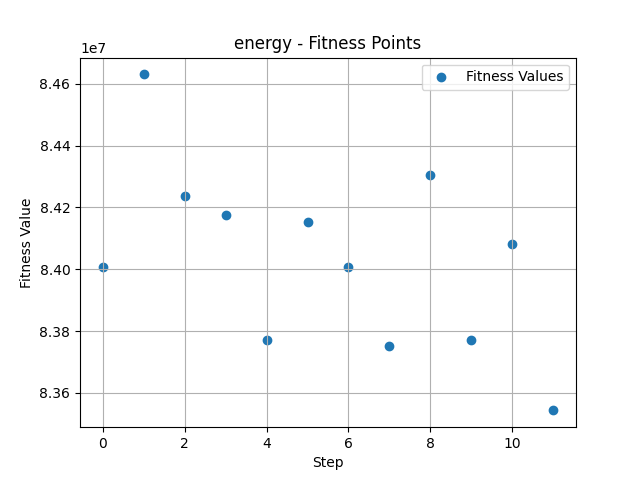 energy - Fitness Points
1e7
Fitness Values
8.46
8.44
8.42
8.40
8.38
8.36
Fitness Value
0 2 4 6 8 10
Step